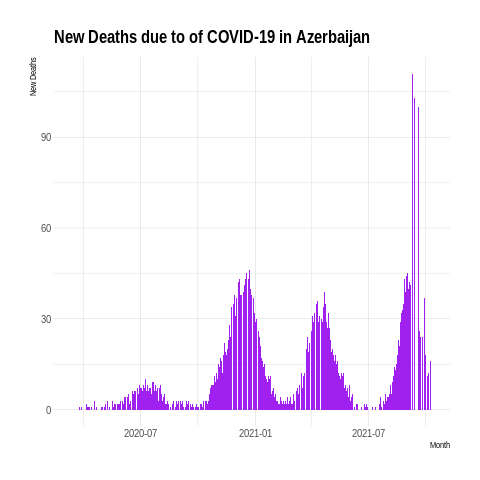 New Deaths due to of COVID-19 in Azerbaijan
New Deaths
90
60
30
0
2020-07 2021-01 2021-07
Month